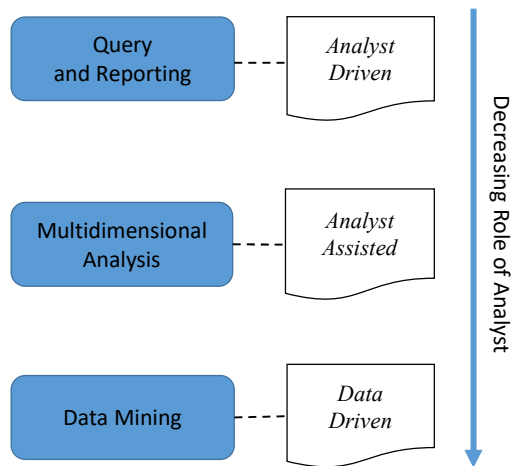 Query
and Reporting
Analyst
Driven
Multidimensional
Analysis
Analyst
Assisted
Data Mining
Data
Driven
Decreasing Role of Analyst